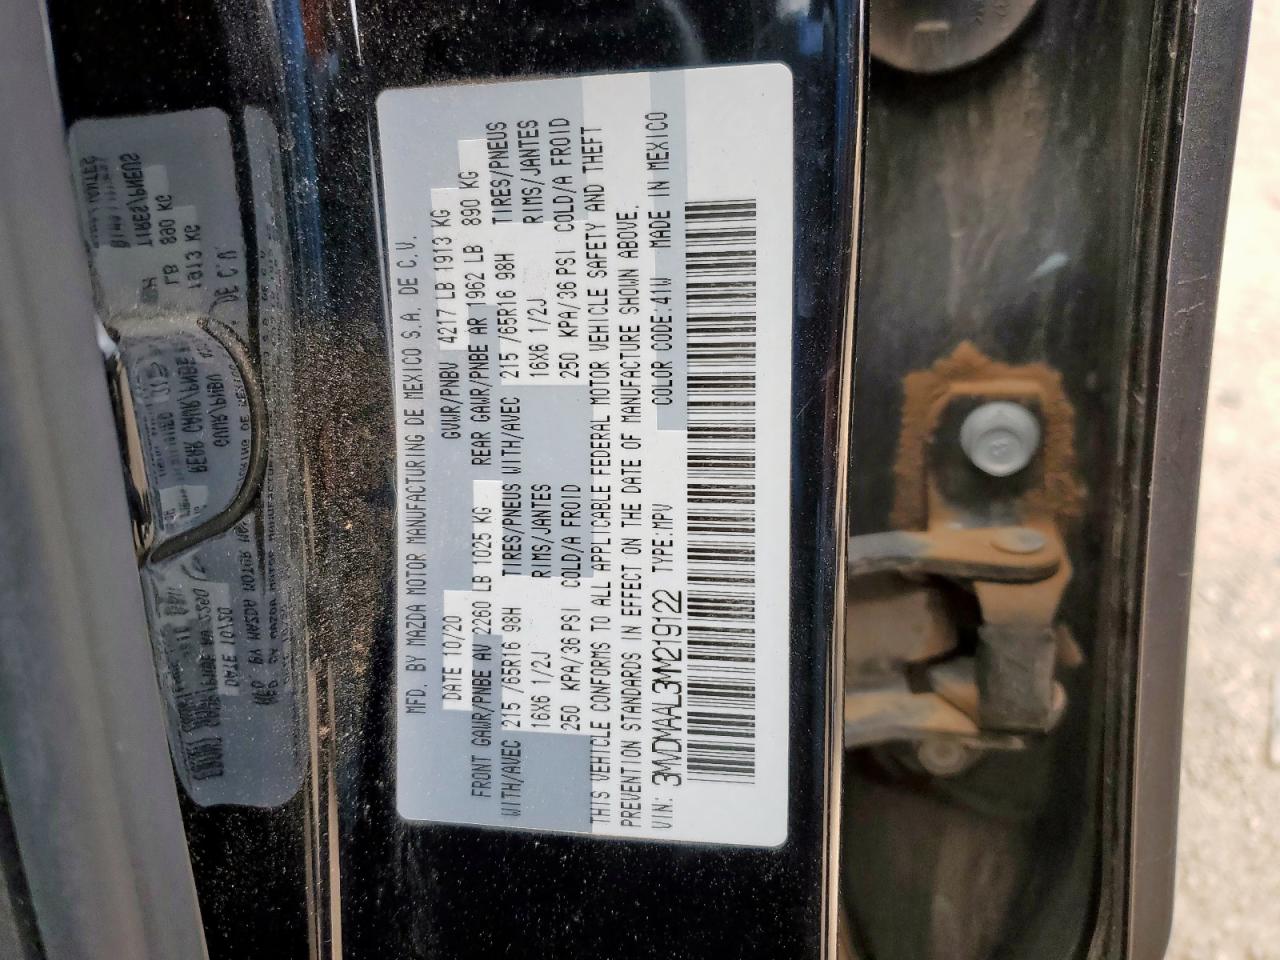 MFD. BY MAZDA MOTOR MANUFACTURING DE MEXICO S.A. DE C.V.
DATE 10/20 GVWR/PNBV 4217 LB 1913 KG
FRONT GAWR/PNBE AV 2260 LB 1025 KG REAR GAWR/PNBE AR 1962 LB 890 KG
WITH/AVEC 215 /65R16 98H TIRES/PNEUS WITH/AVEC 215 /65R16 98H TIRES/PNEUS
16X6 1/2J RIMS/JANTES 16X6 1/2J RIMS/JANTES
250 KPA/36 PSI COLD/A FROID 250 KPA/36 PSI COLD/A FROID
THIS VEHICLE CONFORMS TO ALL APPLICABLE FEDERAL MOTOR VEHICLE SAFETY AND THEFT
PREVENTION STANDARDS IN EFFECT ON THE DATE OF MANUFACTURE SHOWN ABOVE.
VIN: 3MVDMAAL3MM219122 TYPE:MPV COLOR CODE:41W MADE IN MEXICO